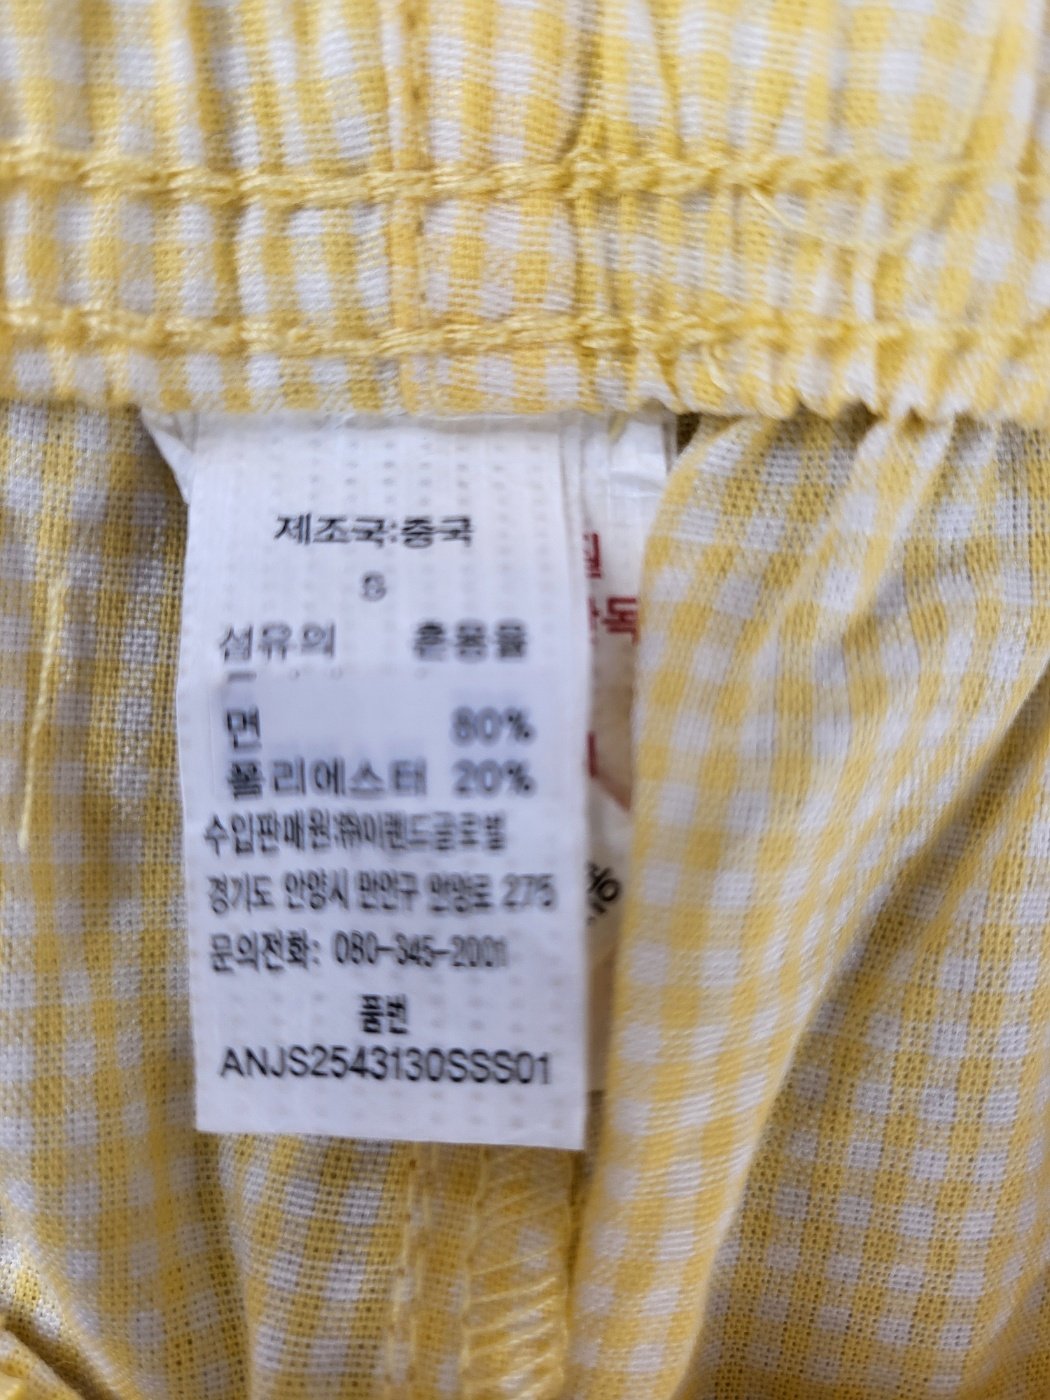 제조국:중국
S
섬유의 혼용율
면 80%
폴리에스터 20%
수입판매원:㈜이랜드글로벌
경기도 안양시 만안구 안양로 275
문의전화: 080-345-2001
품번
ANJS2543130SSS01
독
%